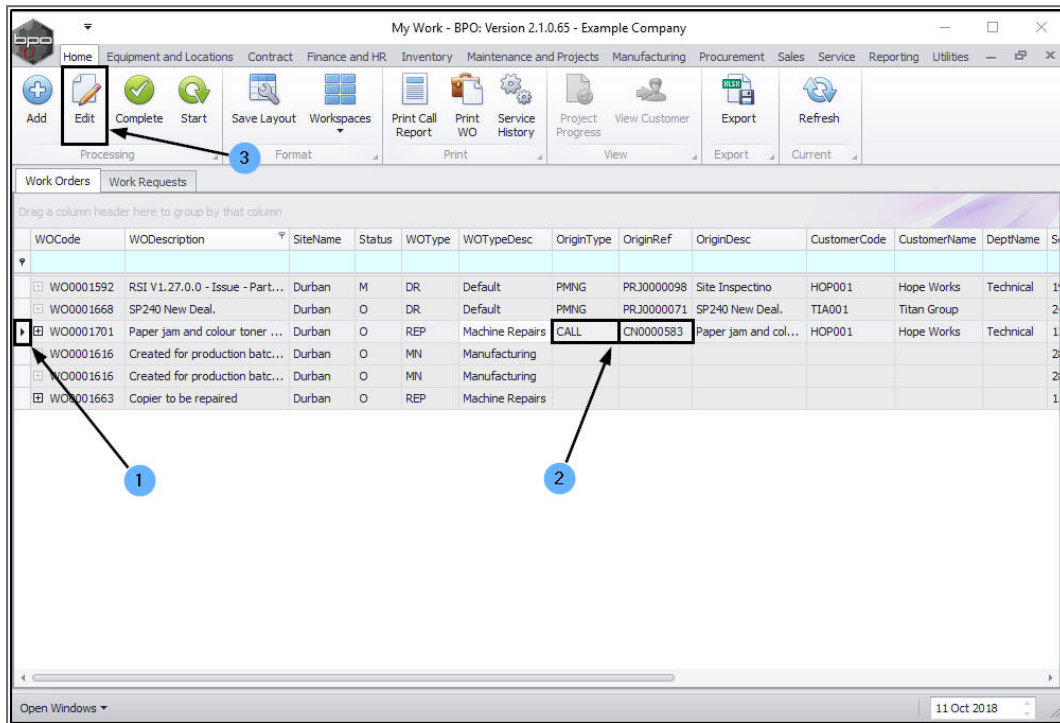 My Work - BPO: Version 2.1.0.65 - Example Company
bpo
Home Equipment and Locations Contract Finance and HR Inventory Maintenance and Projects Manufacturing Procurement Sales Service Reporting Utilities
Add Edit Complete Start Save Layout Workspaces Print Call Report Print WO Service History Project Progress View Customer XLSX Export Refresh
Processing 3 Format Print View Export Current
Work Orders Work Requests
Drag a column header here to group by that column
WOCode WODescription SiteName Status WOType WOTypeDesc OriginType OriginRef OriginDesc CustomerCode CustomerName DeptName
WO0001592 RSI V1.27.0.0 - Issue - Part... Durban M DR Default PMNG PRJ0000098 Site Inspectino HOP001 Hope Works Technical
WO0001668 SP240 New Deal. Durban O DR Default PMNG PRJ0000071 SP240 New Deal. TIA001 Titan Group
WO0001701 Paper jam and colour toner ... Durban O REP Machine Repairs CALL CN0000583 Paper jam and col... HOP001 Hope Works Technical
WO0001616 Created for production batc... Durban O MN Manufacturing
WO0001616 Created for production batc... Durban O MN Manufacturing
WO0001663 Copier to be repaired Durban O REP Machine Repairs
1 2
Open Windows 11 Oct 2018